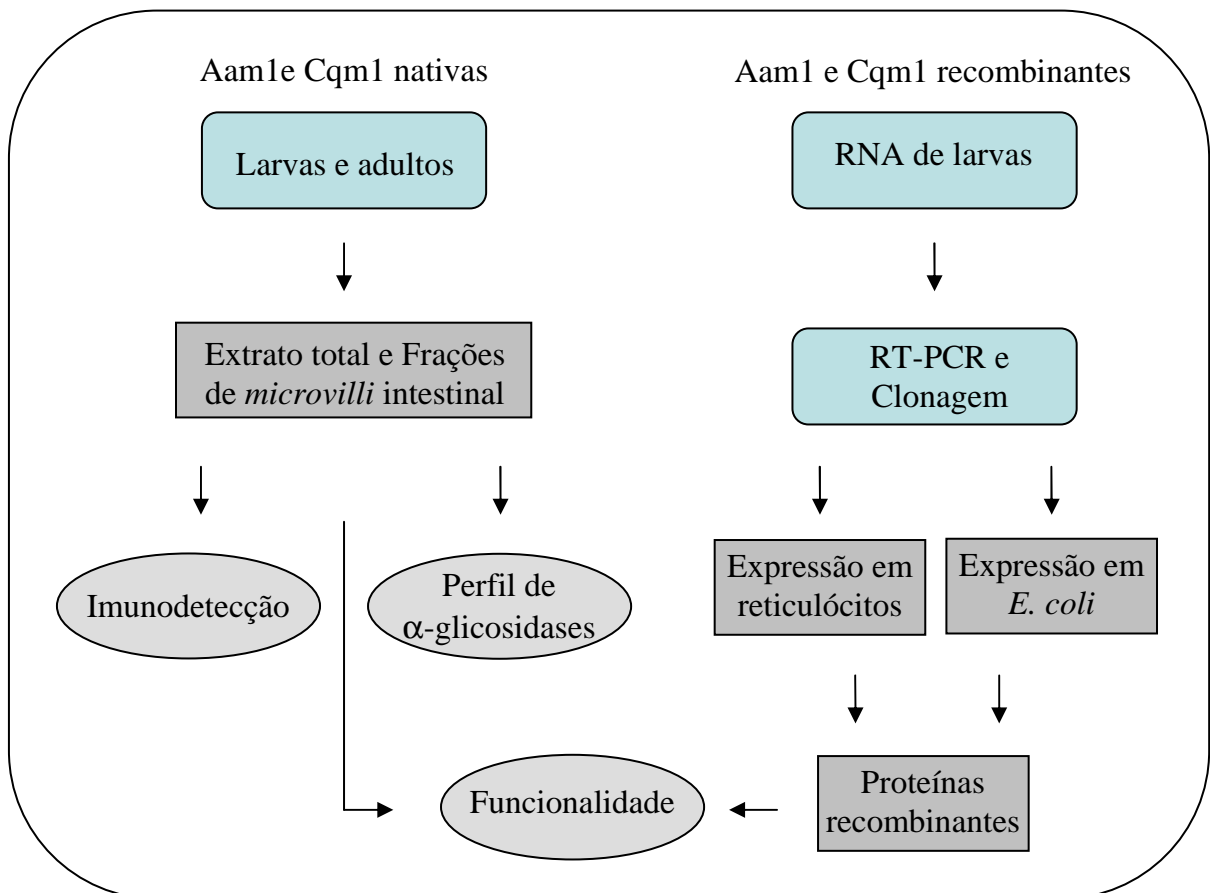 Aam1e Cqm1 nativas
Larvas e adultos
Extrato total e Frações
de microvilli intestinal
Imunodetecção
Perfil de
α-glicosidases
Aam1 e Cqm1 recombinantes
RNA de larvas
RT-PCR e
Clonagem
Expressão em
reticulócitos
Expressão em
E. coli
Proteínas
recombinantes
Funcionalidade